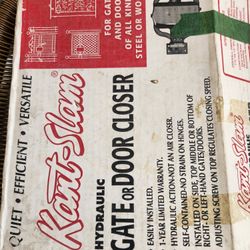 FOR GA
AND DOO
OF ALL KIN
STEEL OR WO
QUIET • EFFICIENT • VERSATILE
Kant-Slam
HYDRAULIC
GATE or DOOR CLOSER
EASILY INSTALLED.
1-YEAR LIMITED WARRANTY.
HYDRAULIC ACTION-NOT AN AIR CLOSER.
SELF-CONTAINED-NO STRAIN ON HINGES.
INSTALLS ON SIDE, TOP, MIDDLE OR BOTTOM OF
RIGHT- OR LEFT-HAND GATES/DOORS.
ADJUSTING SCREW ON TOP REGULATES CLOSING SPEED.
Kant-Slam